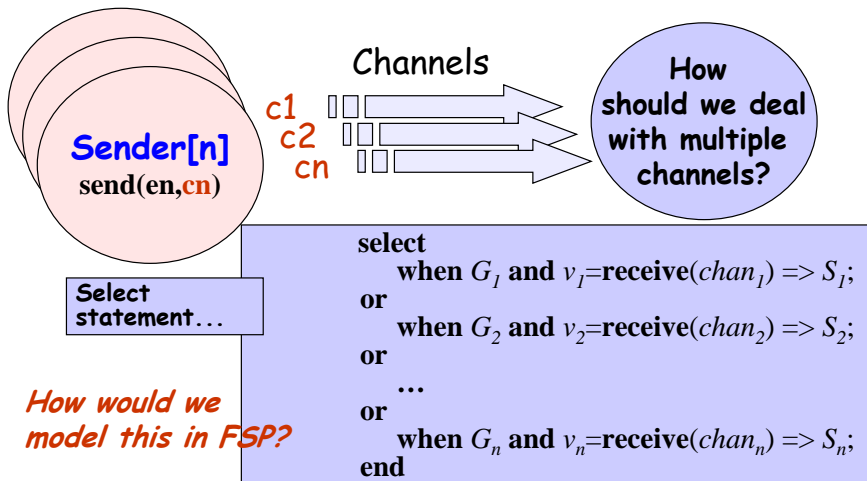 Channels
c1
c2
cn
Sender[n]
send(en,cn)
How
should we deal
with multiple
channels?
Select
statement...
How would we
model this in FSP?
select
when G1 and v1=receive(chan1) => S1;
or
when G2 and v2=receive(chan2) => S2;
or
…
or
when Gn and vn=receive(chann) => Sn;
end